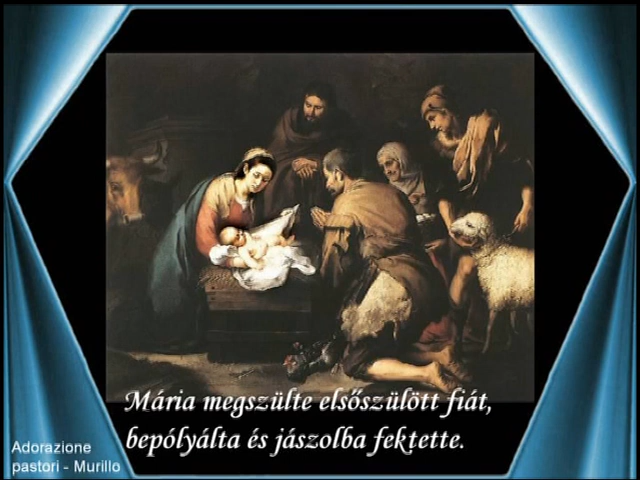 Mária megszülte elsőszülött fiát,
bepólyálta és jászolba fektette.
Adorazione
pastori - Murillo